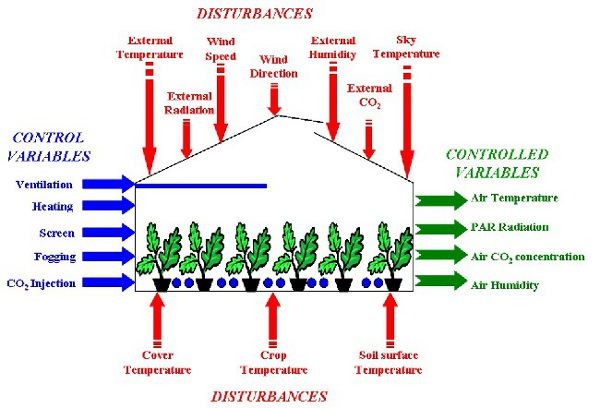 DISTURBANCES
External
Temperature
Wind
Speed
Wind
Direction
External
Humidity
Sky
Temperature
External
Radiation
External
CO₂
CONTROL
VARIABLES
Ventilation
Heating
Screen
Fogging
CO₂ Injection
CONTROLLED
VARIABLES
Air Temperature
PAR Radiation
Air CO₂ concentration
Air Humidity
Cover
Temperature
Crop
Temperature
Soil surface
Temperature
DISTURBANCES